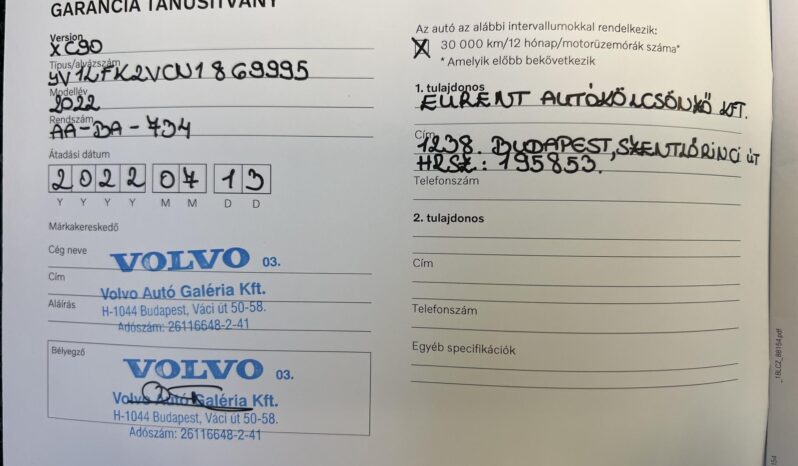 GARANCIA TANÚSÍTVÁNY
Version
XC90
Típus/alvázszám
YV1LFK2VCN1869995
Modellév
2022
Rendszám
AA-BA-734
Átadási dátum
2022 07 13
Y Y Y Y M M D D
Márkakereskedő
Cég neve
VOLVO 03.
Cím
Volvo Autó Galéria Kft.
Aláírás
H-1044 Budapest, Váci út 50-58.
Adószám: 26116648-2-41
Bélyegző
VOLVO 03.
Volvo Autó Galéria Kft.
H-1044 Budapest, Váci út 50-58.
Adószám: 26116648-2-41
Az autó az alábbi intervallumokkal rendelkezik:
X 30 000 km/12 hónap/motorüzemórák száma*
* Amelyik előbb bekövetkezik
1. tulajdonos
EURENT AUTÓKÖLCSÖNZŐ KFT.
Cím
1238. BUDAPEST, SZENTLŐRINCI ÚT
HRSZ.: 195853.
Telefonszám
2. tulajdonos
Cím
Telefonszám
Egyéb specifikációk